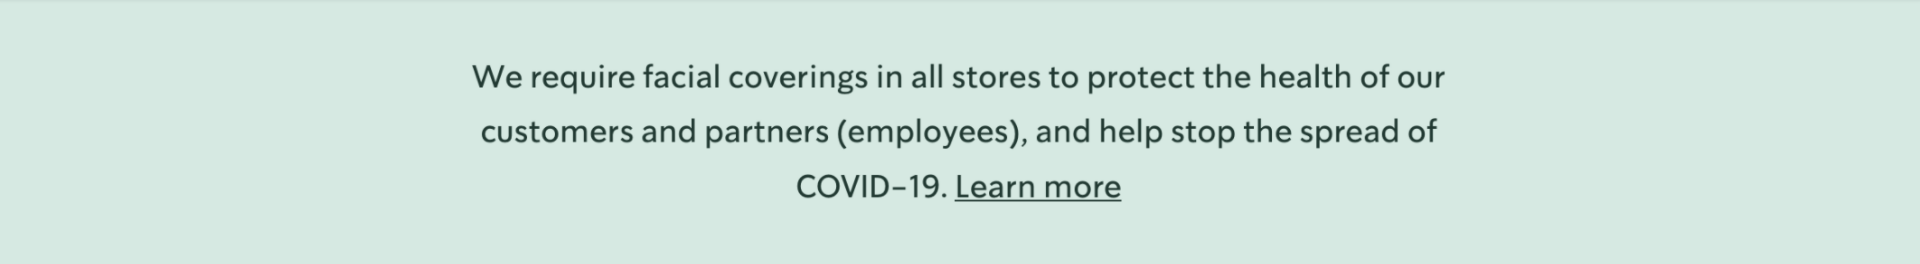 We require facial coverings in all stores to protect the health of our
customers and partners (employees), and help stop the spread of
COVID–19. Learn more